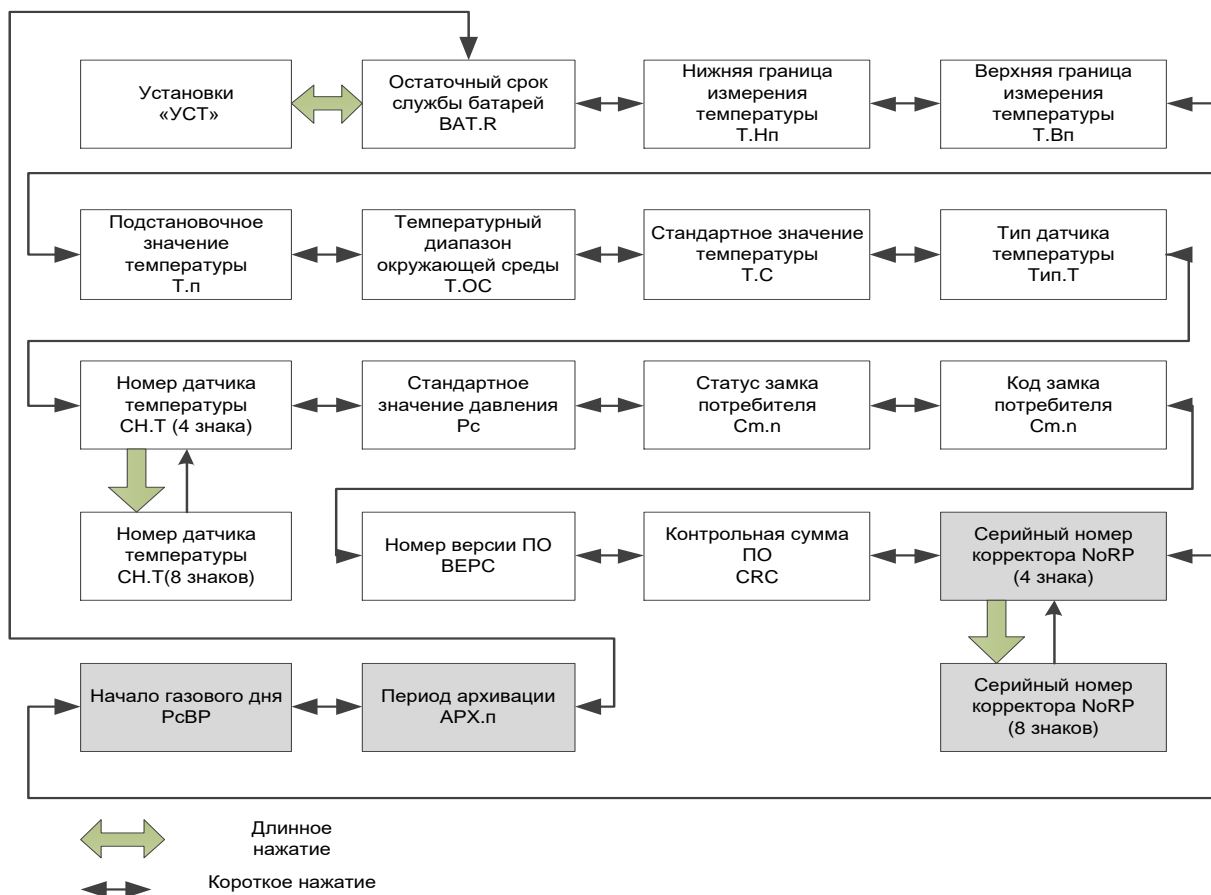 Установки
«УСТ»
Остаточный срок
службы батарей
BAT.R
Нижняя граница
измерения
температуры
Т.Нп
Верхняя граница
измерения
температуры
Т.Вп
Подстановочное
значение
температуры
Т.п
Температурный
диапазон
окружающей среды
Т.ОС
Стандартное значение
температуры
Т.С
Тип датчика
температуры
Тип.Т
Номер датчика
температуры
СН.Т (4 знака)
Стандартное
значение давления
Рс
Статус замка
потребителя
Cm.n
Код замка
потребителя
Cm.n
Номер датчика
температуры
СН.Т(8 знаков)
Номер версии ПО
ВЕРС
Контрольная сумма
ПО
CRC
Серийный номер
корректора NoRP
(4 знака)
Начало газового дня
РсВР
Период архивации
АРХ.п
Серийный номер
корректора NoRP
(8 знаков)
Длинное
нажатие
Короткое нажатие